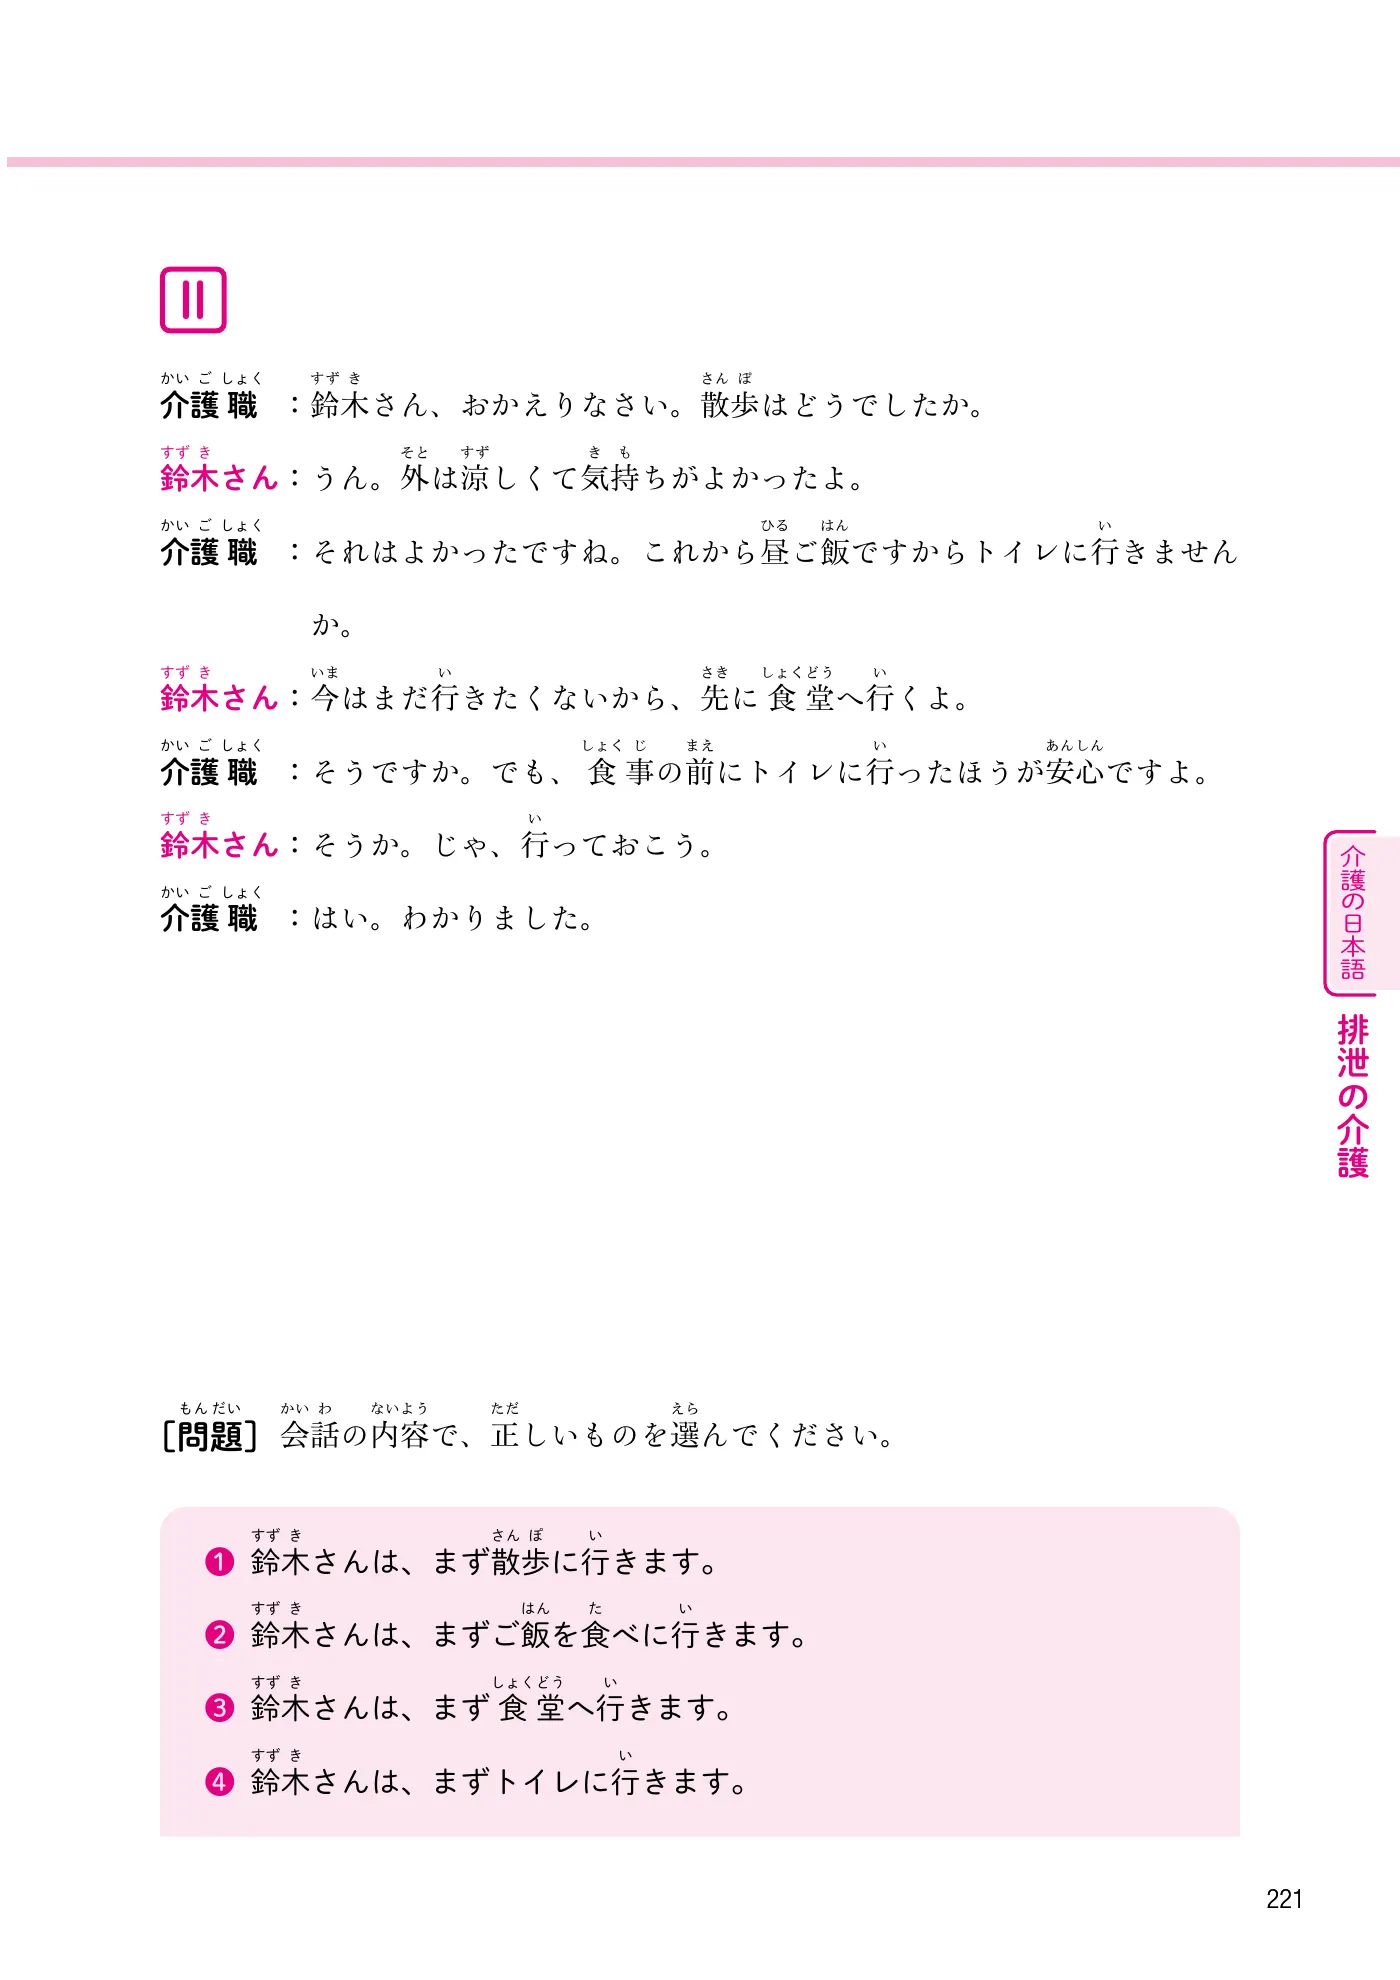 II
介護職：鈴木さん、おかえりなさい。散歩はどうでしたか。
鈴木さん：うん。外は涼しくて気持ちがよかったよ。
介護職：それはよかったですね。これから昼ご飯ですからトイレに行きません
か。
鈴木さん：今はまだ行きたくないから、先に食堂へ行くよ。
介護職：そうですか。でも、食事の前にトイレに行ったほうが安心ですよ。
鈴木さん：そうか。じゃ、行っておこう。
介護職：はい。わかりました。
[問題] 会話の内容で、正しいものを選んでください。
❶ 鈴木さんは、まず散歩に行きます。
❷ 鈴木さんは、まずご飯を食べに行きます。
❸ 鈴木さんは、まず食堂へ行きます。
❹ 鈴木さんは、まずトイレに行きます。
介護の日本語
排泄の介護
221